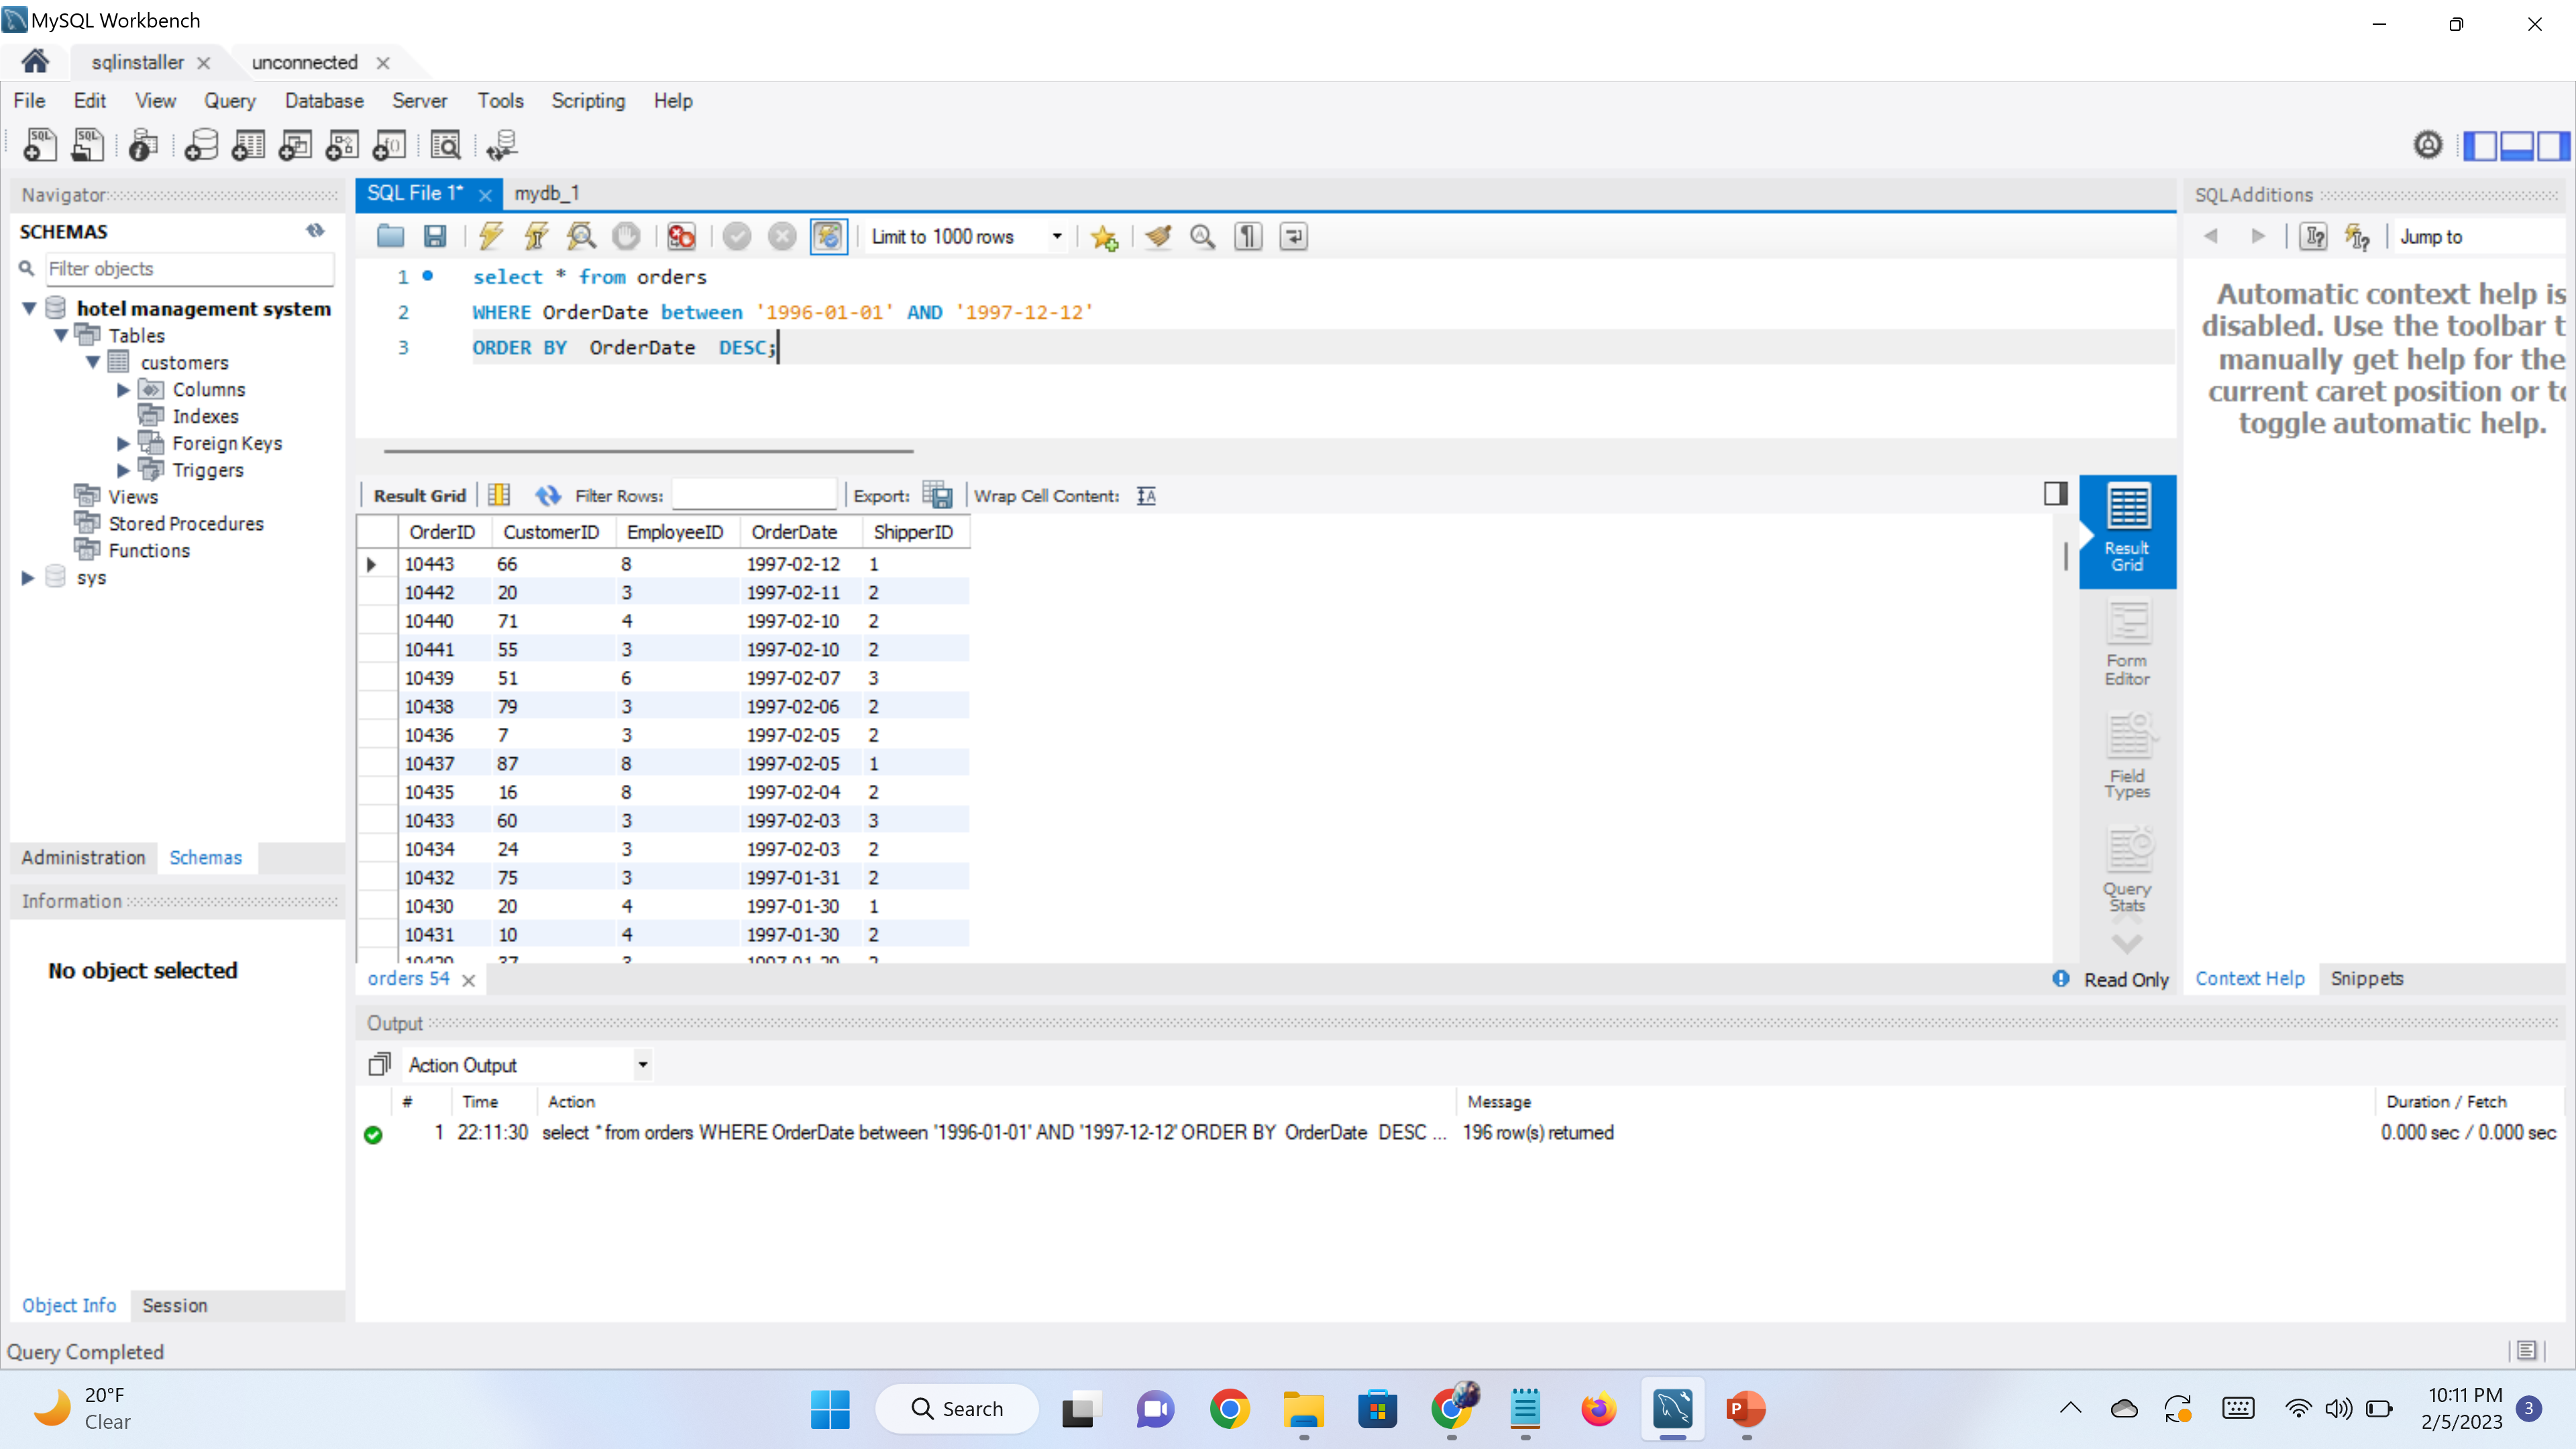 MySQL Workbench
sqlinstaller
unconnected
File Edit View Query Database Server Tools Scripting Help
Navigator
SCHEMAS
Filter objects
hotel management system
Tables
customers
Columns
Indexes
Foreign Keys
Triggers
Views
Stored Procedures
Functions
sys
Administration Schemas
Information
No object selected
Object Info Session
SQL File 1* mydb_1
Limit to 1000 rows
1 select * from orders
2 WHERE OrderDate between '1996-01-01' AND '1997-12-12'
3 ORDER BY OrderDate DESC;
Result Grid Filter Rows: Export: Wrap Cell Content:
OrderID CustomerID EmployeeID OrderDate ShipperID
10443 66 8 1997-02-12 1
10442 20 3 1997-02-11 2
10440 71 4 1997-02-10 2
10441 55 3 1997-02-10 2
10439 51 6 1997-02-07 3
10438 79 3 1997-02-06 2
10436 7 3 1997-02-05 2
10437 87 8 1997-02-05 1
10435 16 8 1997-02-04 2
10433 60 3 1997-02-03 3
10434 24 3 1997-02-03 2
10432 75 3 1997-01-31 2
10430 20 4 1997-01-30 1
10431 10 4 1997-01-30 2
Result
Grid
Form
Editor
Field
Types
Query
Stats
orders 54
Read Only
SQLAdditions
Jump to
Automatic context help is
disabled. Use the toolbar t
manually get help for the
current caret position or to
toggle automatic help.
Context Help Snippets
Output
Action Output
# Time Action Message Duration / Fetch
1 22:11:30 select * from orders WHERE OrderDate between '1996-01-01' AND '1997-12-12' ORDER BY OrderDate DESC ... 196 row(s) returned 0.000 sec / 0.000 sec
Query Completed
20°F
Clear
Search
10:11 PM
2/5/2023
3